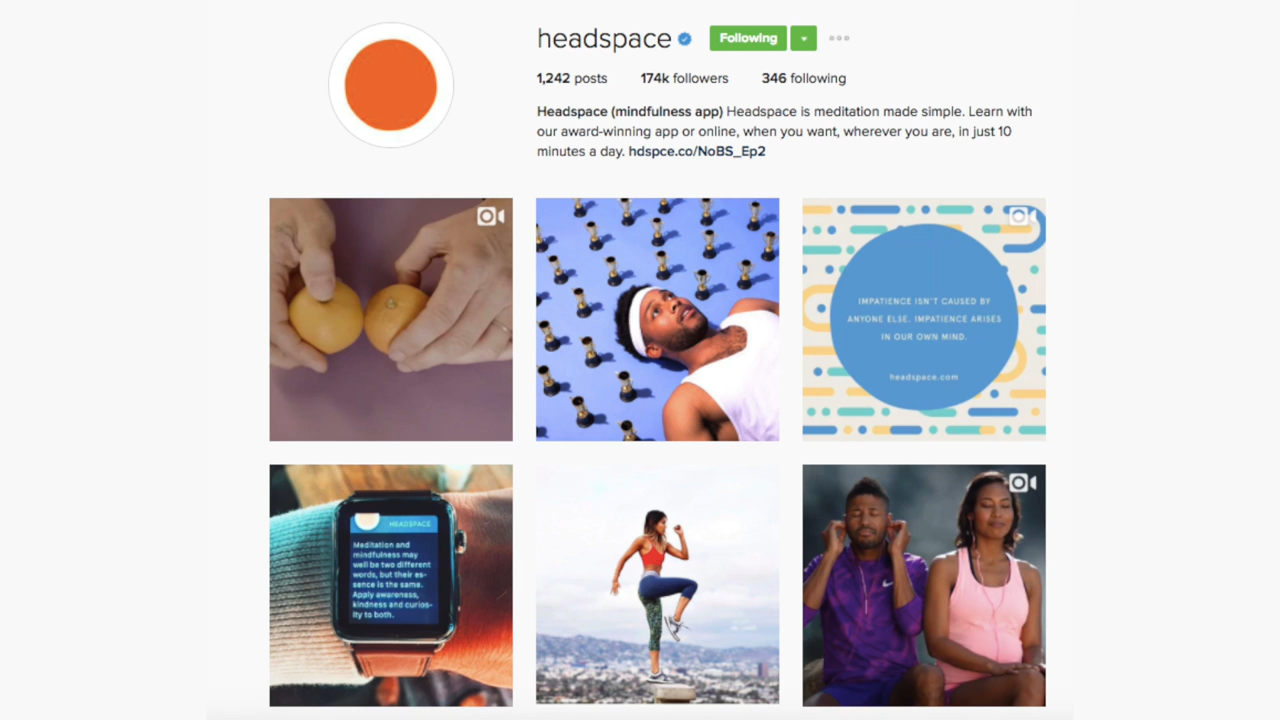 headspace
Following
1,242 posts 174k followers 346 following
Headspace (mindfulness app) Headspace is meditation made simple. Learn with
our award-winning app or online, when you want, wherever you are, in just 10
minutes a day. hdspce.co/NoBS_Ep2
IMPATIENCE ISN'T CAUSED BY
ANYONE ELSE. IMPATIENCE ARISES
IN OUR OWN MIND.
headspace.com
HEADSPACE
Meditation and
mindfulness may
well be two different
words, but their es-
sence is the same.
Apply awareness,
kindness and curios-
ity to both.